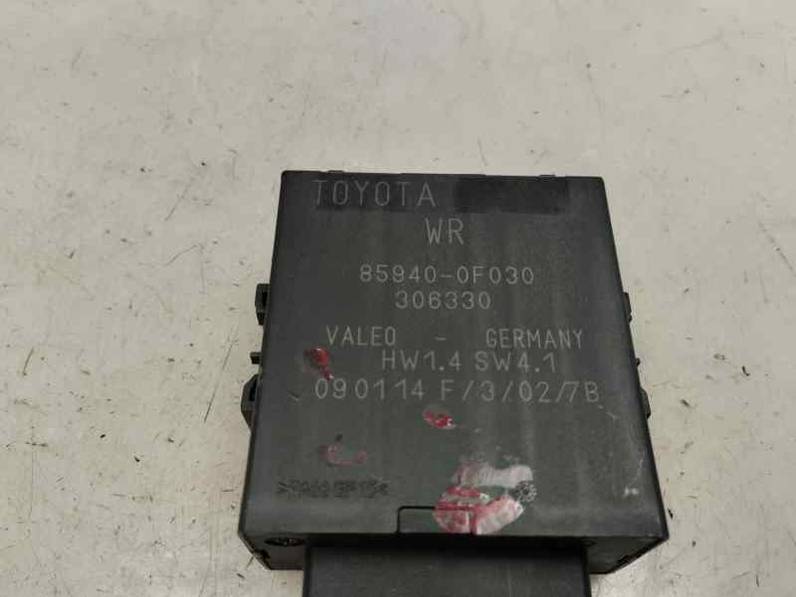 TOYOTA
WR
85940-0F030
306330
VALEO - GERMANY
HW1.4 SW4.1
090114 F/3/02/7B